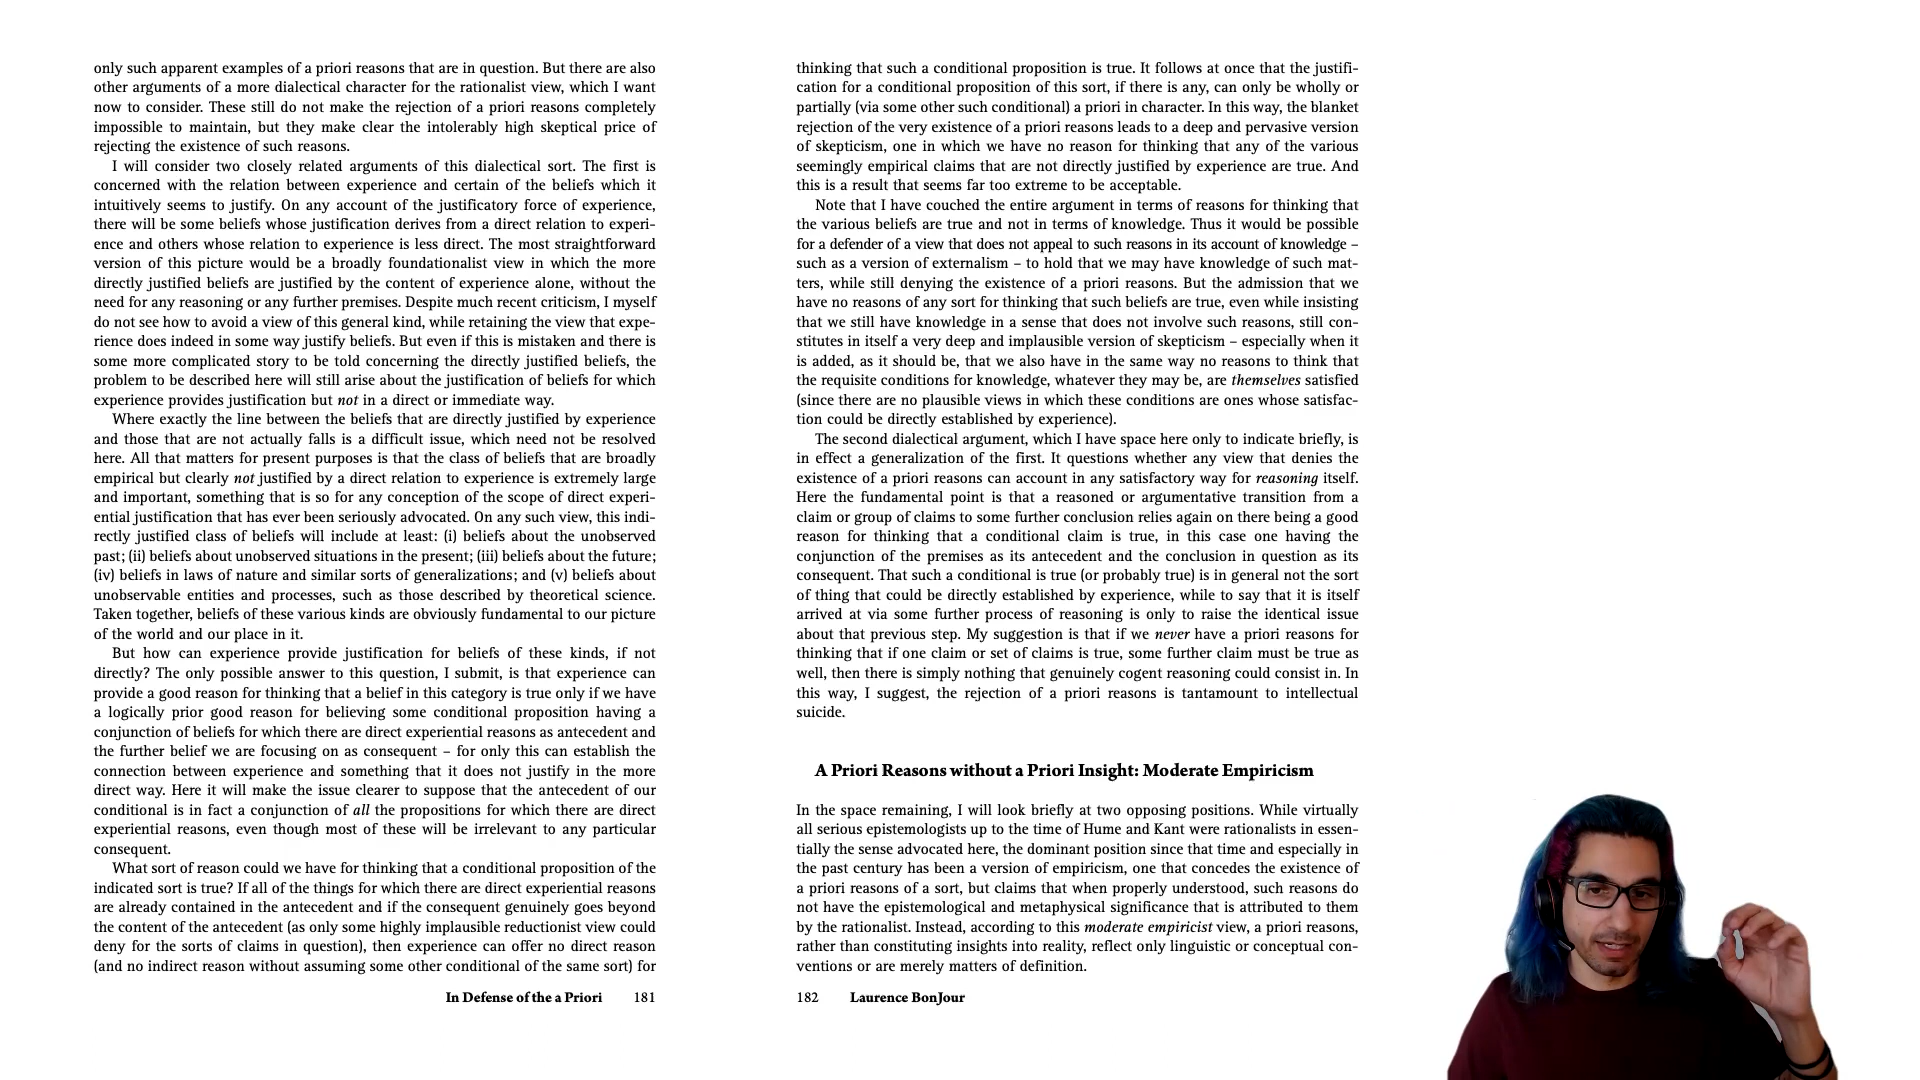 only such apparent examples of a priori reasons that are in question. But there are also
other arguments of a more dialectical character for the rationalist view, which I want
now to consider. These still do not make the rejection of a priori reasons completely
impossible to maintain, but they make clear the intolerably high skeptical price of
rejecting the existence of such reasons.
I will consider two closely related arguments of this dialectical sort. The first is
concerned with the relation between experience and certain of the beliefs which it
intuitively seems to justify. On any account of the justificatory force of experience,
there will be some beliefs whose justification derives from a direct relation to experi-
ence and others whose relation to experience is less direct. The most straightforward
version of this picture would be a broadly foundationalist view in which the more
directly justified beliefs are justified by the content of experience alone, without the
need for any reasoning or any further premises. Despite much recent criticism, I myself
do not see how to avoid a view of this general kind, while retaining the view that expe-
rience does indeed in some way justify beliefs. But even if this is mistaken and there is
some more complicated story to be told concerning the directly justified beliefs, the
problem to be described here will still arise about the justification of beliefs for which
experience provides justification but not in a direct or immediate way.
Where exactly the line between the beliefs that are directly justified by experience
and those that are not actually falls is a difficult issue, which need not be resolved
here. All that matters for present purposes is that the class of beliefs that are broadly
empirical but clearly not justified by a direct relation to experience is extremely large
and important, something that is so for any conception of the scope of direct experi-
ential justification that has ever been seriously advocated. On any such view, this indi-
rectly justified class of beliefs will include at least: (i) beliefs about the unobserved
past; (ii) beliefs about unobserved situations in the present; (iii) beliefs about the future;
(iv) beliefs in laws of nature and similar sorts of generalizations; and (v) beliefs about
unobservable entities and processes, such as those described by theoretical science.
Taken together, beliefs of these various kinds are obviously fundamental to our picture
of the world and our place in it.
But how can experience provide justification for beliefs of these kinds, if not
directly? The only possible answer to this question, I submit, is that experience can
provide a good reason for thinking that a belief in this category is true only if we have
a logically prior good reason for believing some conditional proposition having a
conjunction of beliefs for which there are direct experiential reasons as antecedent and
the further belief we are focusing on as consequent – for only this can establish the
connection between experience and something that it does not justify in the more
direct way. Here it will make the issue clearer to suppose that the antecedent of our
conditional is in fact a conjunction of all the propositions for which there are direct
experiential reasons, even though most of these will be irrelevant to any particular
consequent.
What sort of reason could we have for thinking that a conditional proposition of the
indicated sort is true? If all of the things for which there are direct experiential reasons
are already contained in the antecedent and if the consequent genuinely goes beyond
the content of the antecedent (as only some highly implausible reductionist view could
deny for the sorts of claims in question), then experience can offer no direct reason
(and no indirect reason without assuming some other conditional of the same sort) for
In Defense of the a Priori 181
thinking that such a conditional proposition is true. It follows at once that the justifi-
cation for a conditional proposition of this sort, if there is any, can only be wholly or
partially (via some other such conditional) a priori in character. In this way, the blanket
rejection of the very existence of a priori reasons leads to a deep and pervasive version
of skepticism, one in which we have no reason for thinking that any of the various
seemingly empirical claims that are not directly justified by experience are true. And
this is a result that seems far too extreme to be acceptable.
Note that I have couched the entire argument in terms of reasons for thinking that
the various beliefs are true and not in terms of knowledge. Thus it would be possible
for a defender of a view that does not appeal to such reasons in its account of knowledge –
such as a version of externalism – to hold that we may have knowledge of such mat-
ters, while still denying the existence of a priori reasons. But the admission that we
have no reasons of any sort for thinking that such beliefs are true, even while insisting
that we still have knowledge in a sense that does not involve such reasons, still con-
stitutes in itself a very deep and implausible version of skepticism – especially when it
is added, as it should be, that we also have in the same way no reasons to think that
the requisite conditions for knowledge, whatever they may be, are themselves satisfied
(since there are no plausible views in which these conditions are ones whose satisfac-
tion could be directly established by experience).
The second dialectical argument, which I have space here only to indicate briefly, is
in effect a generalization of the first. It questions whether any view that denies the
existence of a priori reasons can account in any satisfactory way for reasoning itself.
Here the fundamental point is that a reasoned or argumentative transition from a
claim or group of claims to some further conclusion relies again on there being a good
reason for thinking that a conditional claim is true, in this case one having the
conjunction of the premises as its antecedent and the conclusion in question as its
consequent. That such a conditional is true (or probably true) is in general not the sort
of thing that could be directly established by experience, while to say that it is itself
arrived at via some further process of reasoning is only to raise the identical issue
about that previous step. My suggestion is that if we never have a priori reasons for
thinking that if one claim or set of claims is true, some further claim must be true as
well, then there is simply nothing that genuinely cogent reasoning could consist in. In
this way, I suggest, the rejection of a priori reasons is tantamount to intellectual
suicide.
A Priori Reasons without a Priori Insight: Moderate Empiricism
In the space remaining, I will look briefly at two opposing positions. While virtually
all serious epistemologists up to the time of Hume and Kant were rationalists in essen-
tially the sense advocated here, the dominant position since that time and especially in
the past century has been a version of empiricism, one that concedes the existence of
a priori reasons of a sort, but claims that when properly understood, such reasons do
not have the epistemological and metaphysical significance that is attributed to them
by the rationalist. Instead, according to this moderate empiricist view, a priori reasons,
rather than constituting insights into reality, reflect only linguistic or conceptual con-
ventions or are merely matters of definition.
182 Laurence BonJour